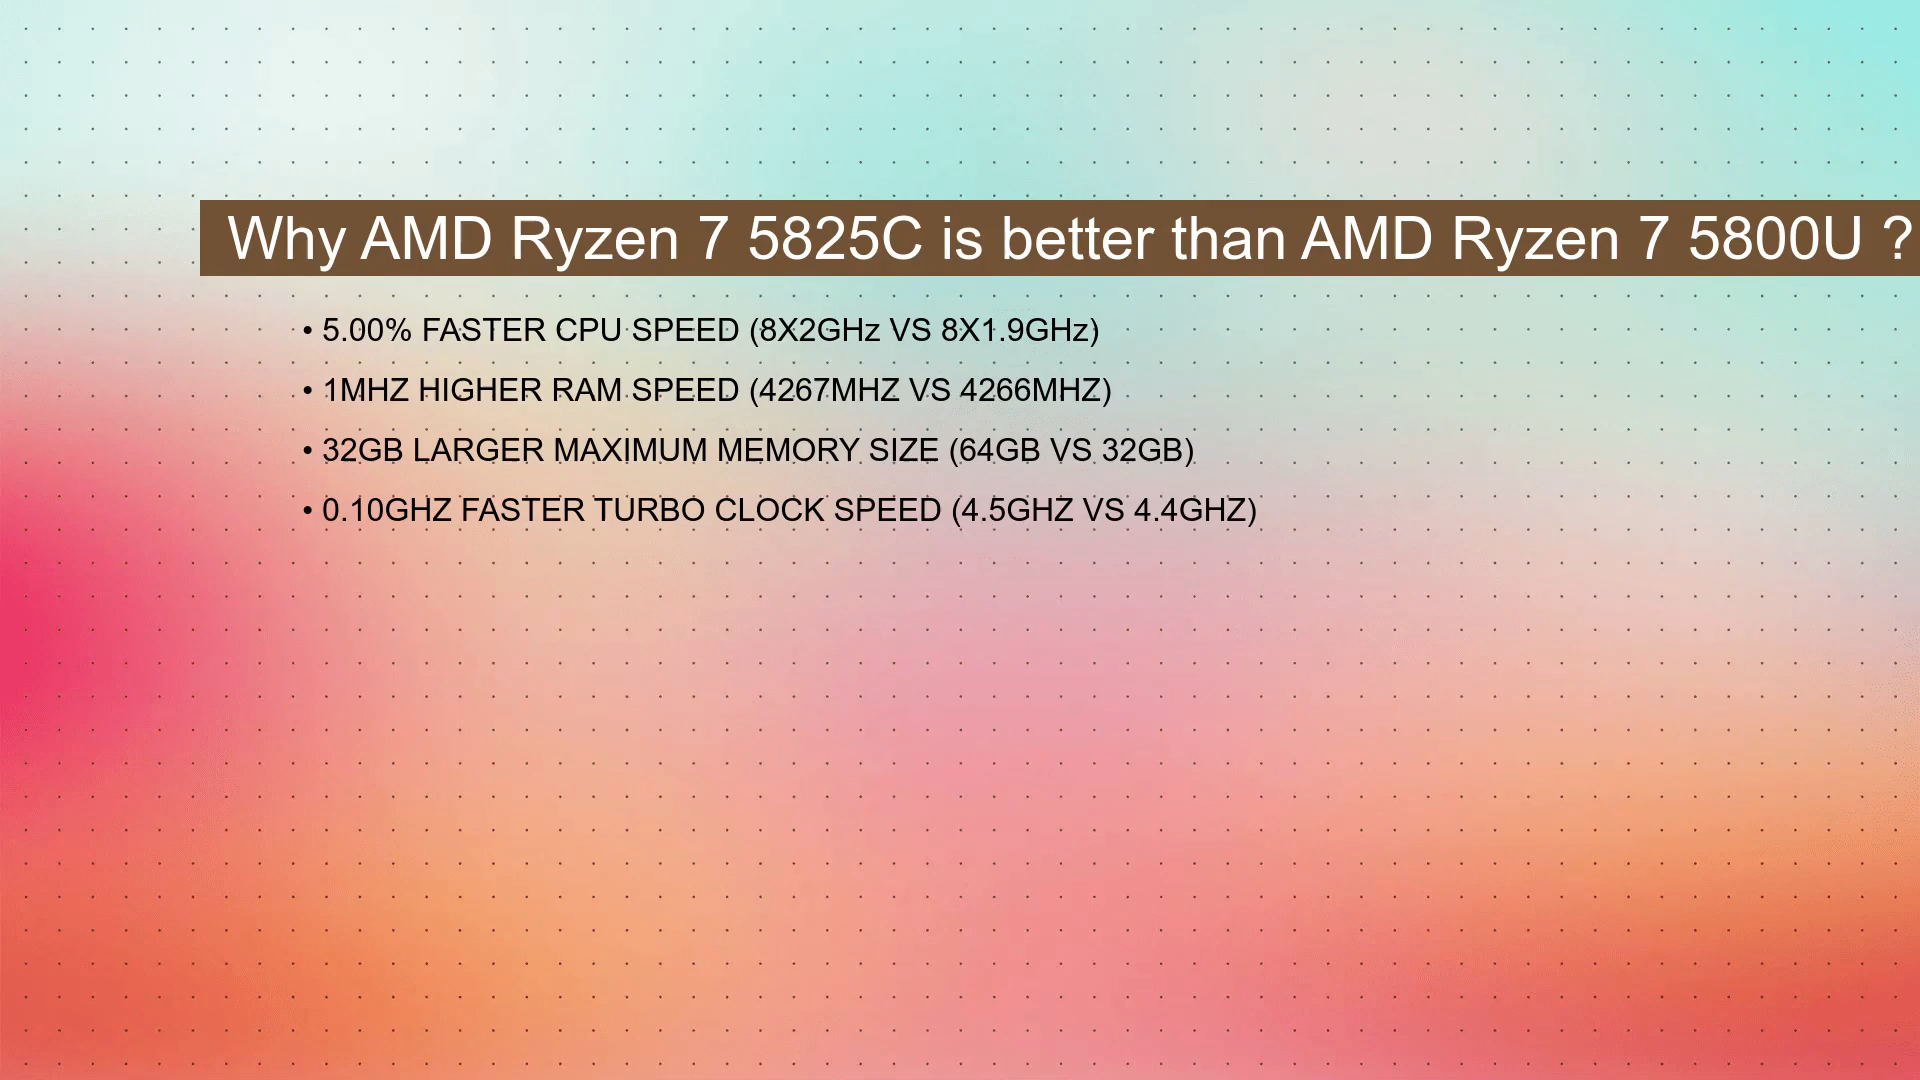 Why AMD Ryzen 7 5825C is better than AMD Ryzen 7 5800U ?
• 5.00% FASTER CPU SPEED (8X2GHz VS 8X1.9GHz)
• 1MHZ HIGHER RAM SPEED (4267MHZ VS 4266MHZ)
• 32GB LARGER MAXIMUM MEMORY SIZE (64GB VS 32GB)
• 0.10GHZ FASTER TURBO CLOCK SPEED (4.5GHZ VS 4.4GHZ)